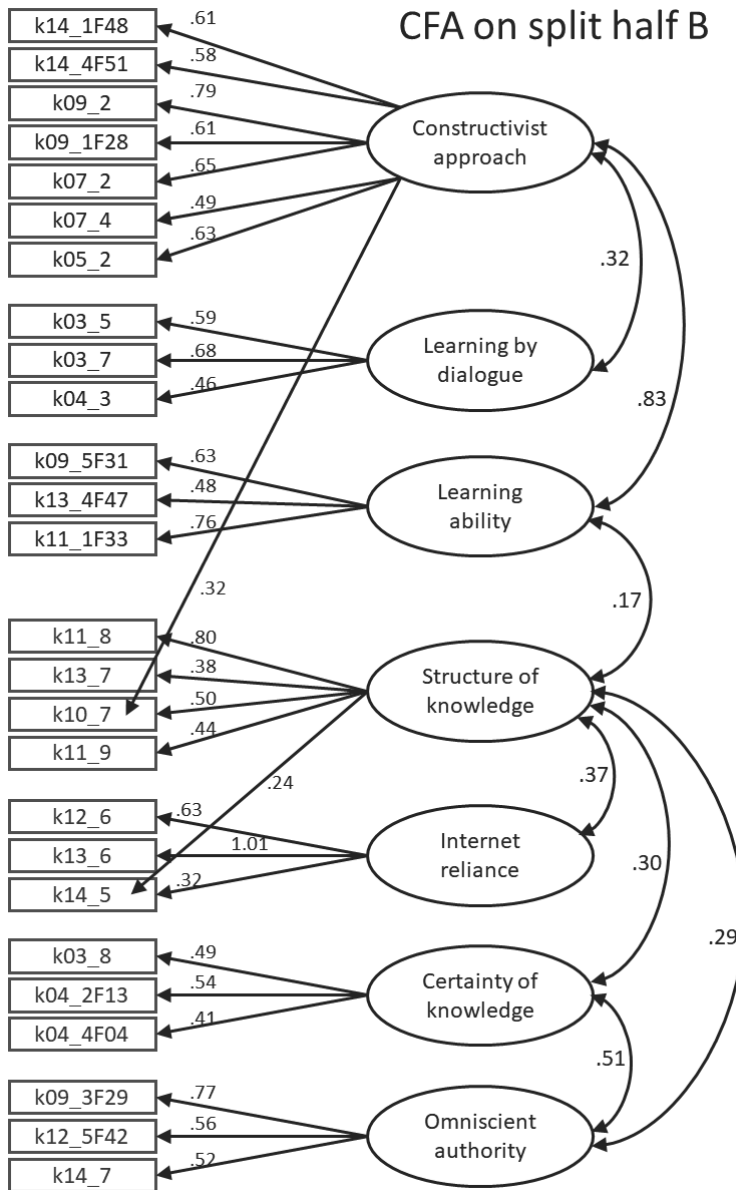 CFA on split half B
k14_1F48
.61
k14_4F51
.58
k09_2
.79
Constructivist
approach
k09_1F28
.61
k07_2
.65
k07_4
.49
k05_2
.63
.32
k03_5
.59
k03_7
.68
Learning by
dialogue
k04_3
.46
.83
k09_5F31
.63
k13_4F47
.48
Learning
ability
k11_1F33
.76
.32
.17
k11_8
.80
k13_7
.38
Structure of
knowledge
k10_7
.50
k11_9
.44
.24
.37
k12_6
.63
k13_6
1.01
Internet
reliance
k14_5
.32
.30
.29
k03_8
.49
k04_2F13
.54
Certainty of
knowledge
k04_4F04
.41
.51
k09_3F29
.77
k12_5F42
.56
Omniscient
authority
k14_7
.52